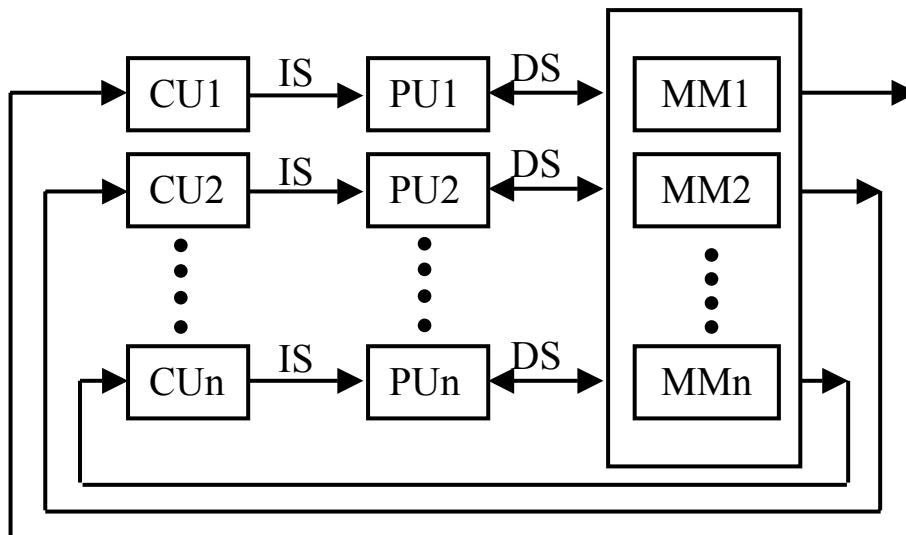 CU1 IS PU1 DS MM1
CU2 IS PU2 DS MM2
CUn IS PUn DS MMn